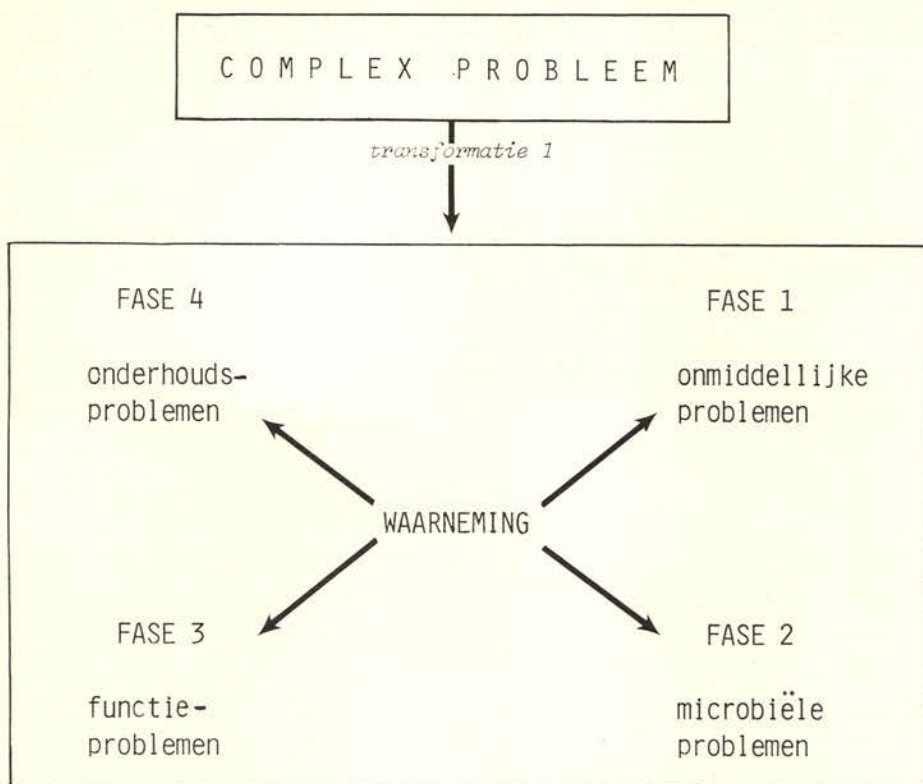 COMPLEX PROBLEEM
transformatie 1
FASE 4
FASE 1
onderhouds-
problemen
onmiddellijke
problemen
WAARNEMING
FASE 3
FASE 2
functie-
problemen
microbiële
problemen